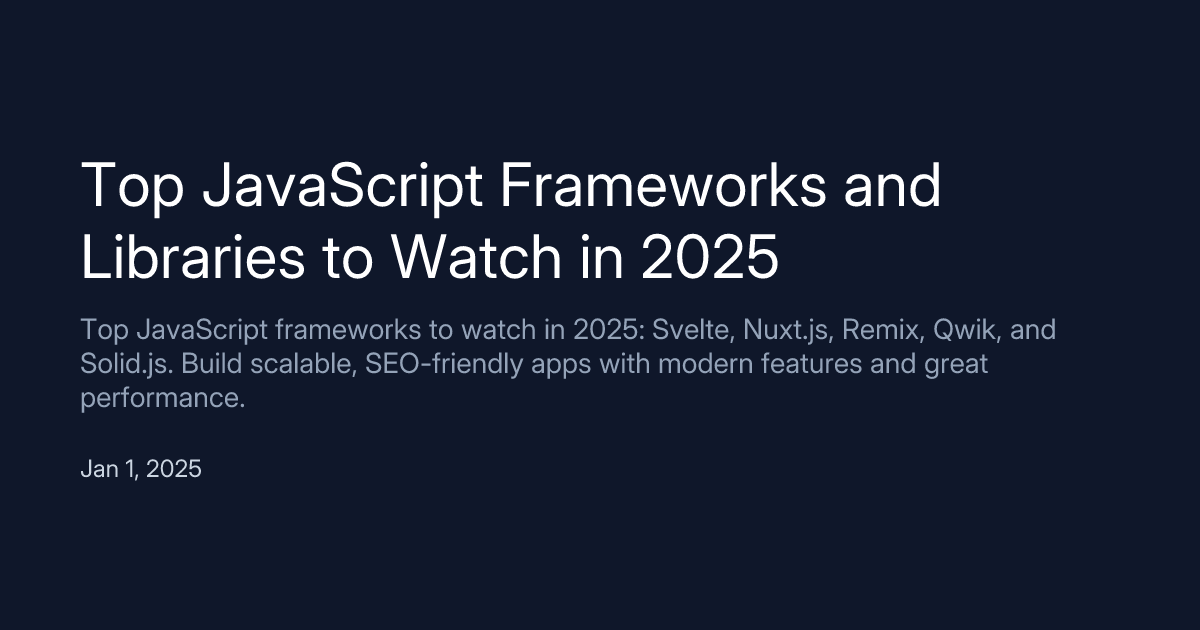 Top JavaScript Frameworks and
Libraries to Watch in 2025
Top JavaScript frameworks to watch in 2025: Svelte, Nuxt.js, Remix, Qwik, and
Solid.js. Build scalable, SEO-friendly apps with modern features and great
performance.
Jan 1, 2025